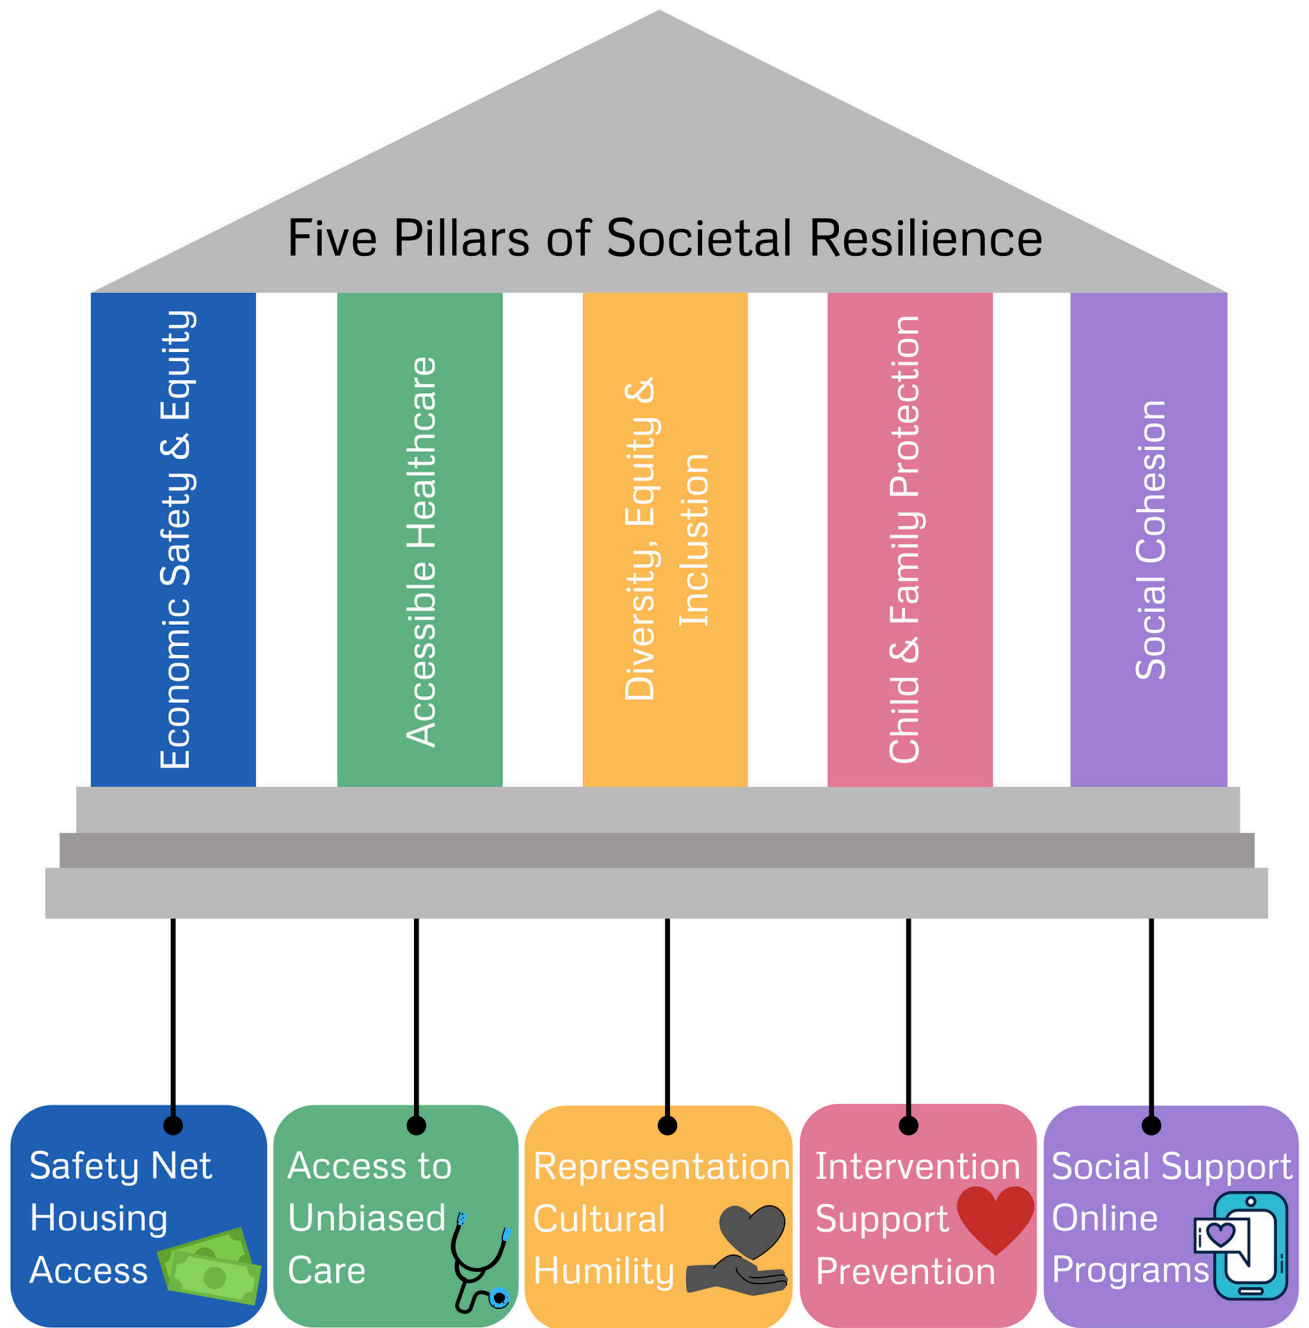 Five Pillars of Societal Resilience
Economic Safety & Equity
Accessible Healthcare
Diversity, Equity &
Inclustion
Child & Family Protection
Social Cohesion
Safety Net
Housing
Access
Access to
Unbiased
Care
Representation
Cultural
Humility
Intervention
Support
Prevention
Social Support
Online
Programs